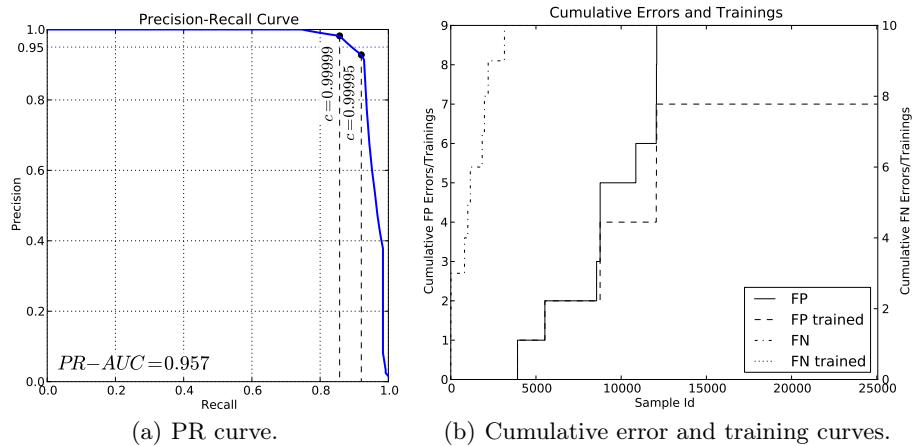 Precision-Recall Curve
1.0
0.95
0.8
0.6
0.4
0.2
0.0
Precision
c=0.99999
c=0.99995
PR−AUC=0.957
0.0 0.2 0.4 0.6 0.8 1.0
Recall
(a) PR curve.
Cumulative Errors and Trainings
9
8
7
6
5
4
3
2
1
0
Cumulative FP Errors/Trainings
10
8
6
4
2
0
Cumulative FN Errors/Trainings
FP
FP trained
FN
FN trained
0 5000 10000 15000 20000 25000
Sample Id
(b) Cumulative error and training curves.